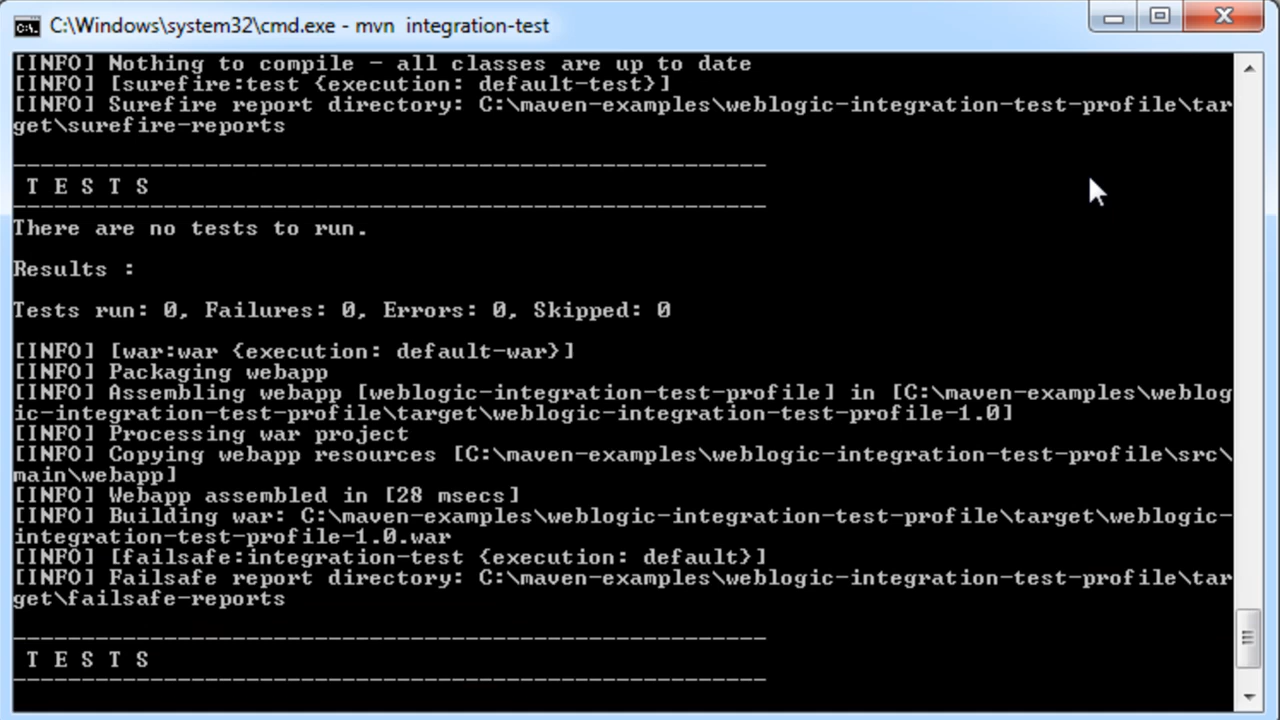 C:\Windows\system32\cmd.exe - mvn  integration-test
[INFO] Nothing to compile - all classes are up to date
[INFO] [surefire:test {execution: default-test}]
[INFO] Surefire report directory: C:\maven-examples\weblogic-integration-test-profile\tar
get\surefire-reports
-------------------------------------------------------
 T E S T S
-------------------------------------------------------
There are no tests to run.
Results :
Tests run: 0, Failures: 0, Errors: 0, Skipped: 0
[INFO] [war:war {execution: default-war}]
[INFO] Packaging webapp
[INFO] Assembling webapp [weblogic-integration-test-profile] in [C:\maven-examples\weblog
ic-integration-test-profile\target\weblogic-integration-test-profile-1.0]
[INFO] Processing war project
[INFO] Copying webapp resources [C:\maven-examples\weblogic-integration-test-profile\src\
main\webapp]
[INFO] Webapp assembled in [28 msecs]
[INFO] Building war: C:\maven-examples\weblogic-integration-test-profile\target\weblogic-
integration-test-profile-1.0.war
[INFO] [failsafe:integration-test {execution: default}]
[INFO] Failsafe report directory: C:\maven-examples\weblogic-integration-test-profile\tar
get\failsafe-reports
-------------------------------------------------------
 T E S T S
-------------------------------------------------------